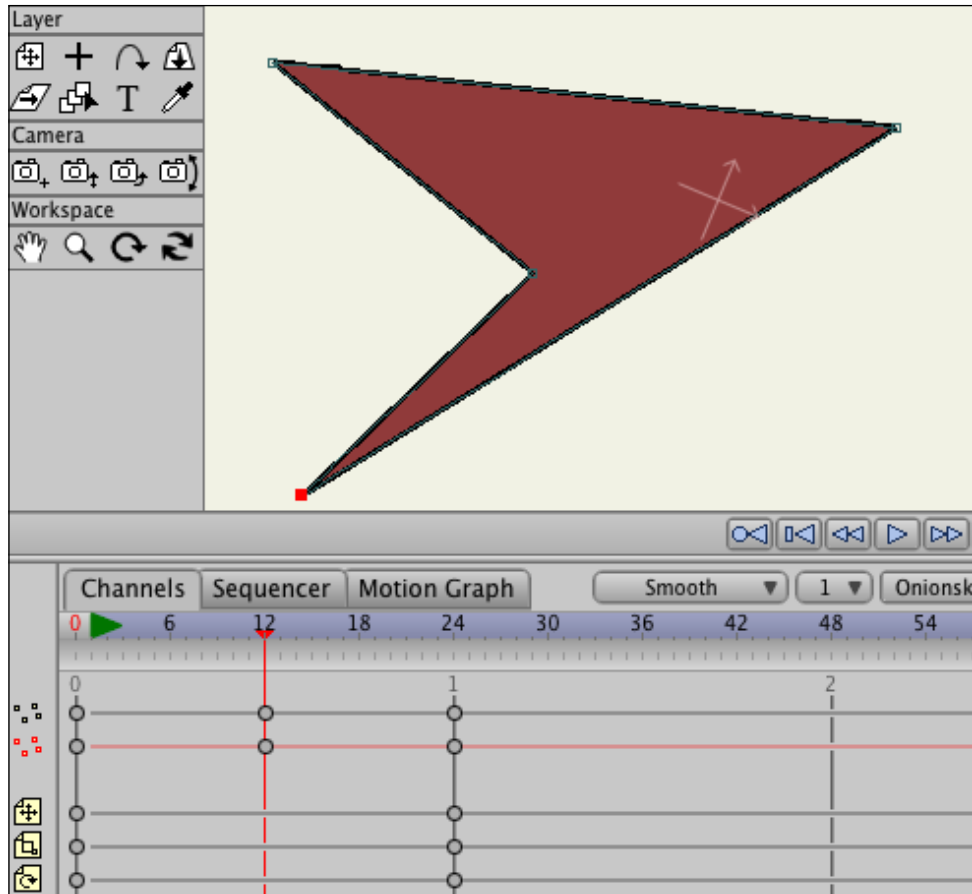 Layer
T
Camera
Workspace
Channels Sequencer Motion Graph Smooth 1 Onionsk
0 6 12 18 24 30 36 42 48 54
0 1 2